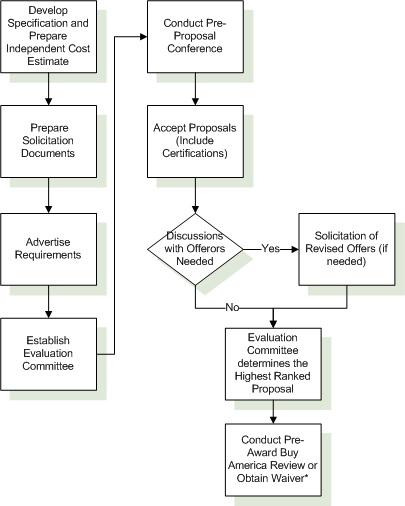 Develop
Specification and
Prepare
Independent Cost
Estimate
Prepare
Solicitation
Documents
Advertise
Requirements
Establish
Evaluation
Committee
Conduct Pre-
Proposal
Conference
Accept Proposals
(Include
Certifications)
Discussions
with Offerors
Needed
Yes
Solicitation of
Revised Offers (if
needed)
No
Evaluation
Committee
determines the
Highest Ranked
Proposal
Conduct Pre-
Award Buy
America Review or
Obtain Waiver*